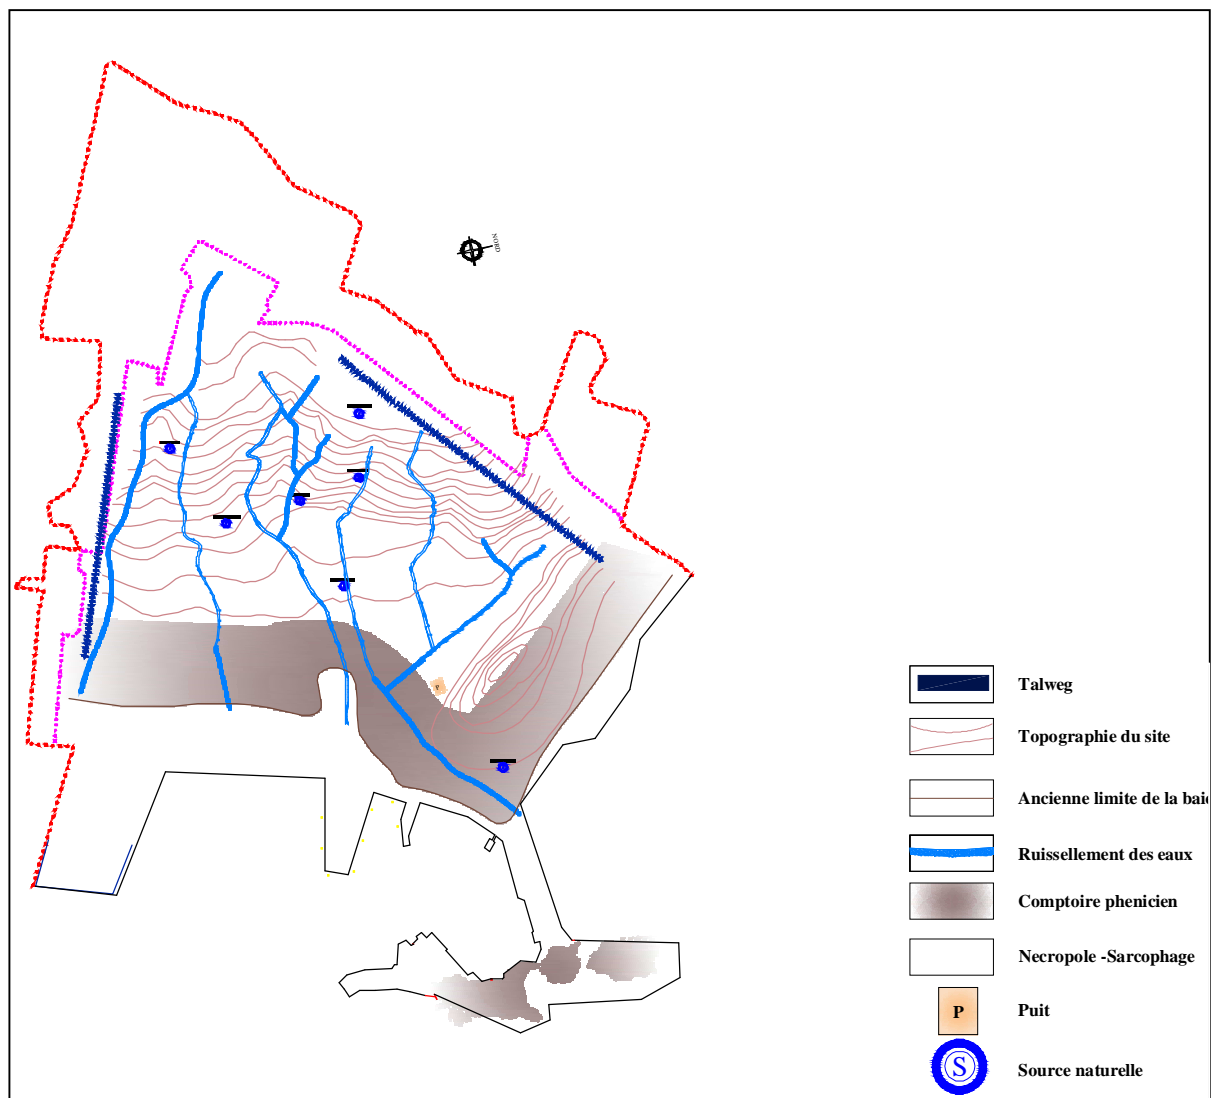 NORD
P
Talweg
Topographie du site
Ancienne limite de la baie
Ruissellement des eaux
Comptoire phenicien
Necropole -Sarcophage
P
Puit
S
Source naturelle